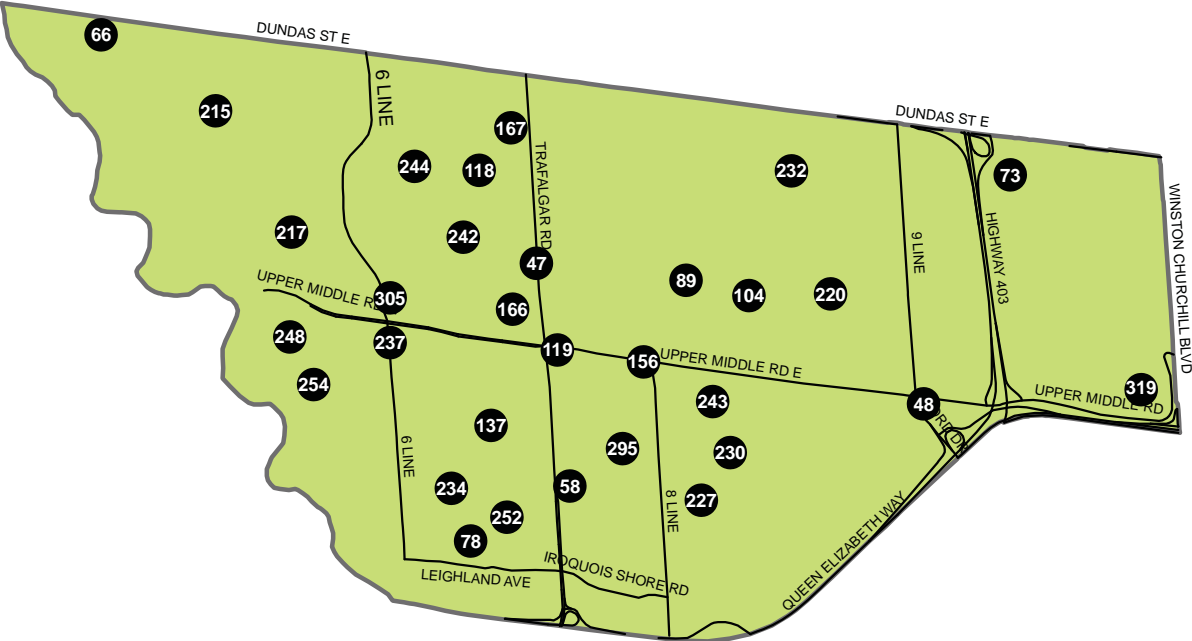 66
DUNDAS ST E
6 LINE
215
167
DUNDAS ST E
244
118
TRAFALGAR RD
232
73
WINSTON CHURCHILL BLVD
217
242
9 LINE
HIGHWAY 403
47
UPPER MIDDLE RD
305
89
104
220
166
248
237
119
156
UPPER MIDDLE RD E
254
243
48
319
UPPER MIDDLE RD
137
6 LINE
295
230
234
58
227
8 LINE
252
78
QUEEN ELIZABETH WAY
IROQUOIS SHORE RD
LEIGHLAND AVE